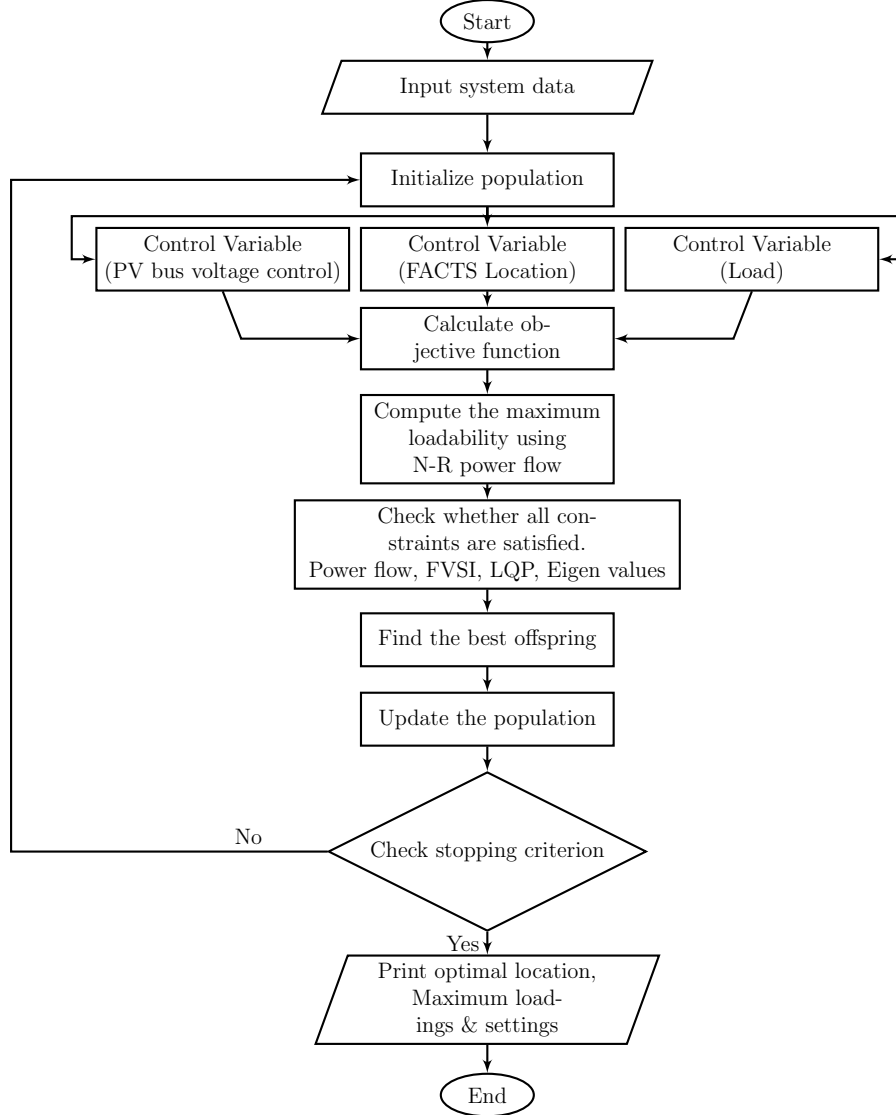 Start
Input system data
Initialize population
Control Variable
(PV bus voltage control)
Control Variable
(FACTS Location)
Control Variable
(Load)
Calculate ob-
jective function
Compute the maximum
loadability using
N-R power flow
Check whether all con-
straints are satisfied.
Power flow, FVSI, LQP, Eigen values
Find the best offspring
Update the population
Check stopping criterion
No
Yes
Print optimal location,
Maximum load-
ings & settings
End